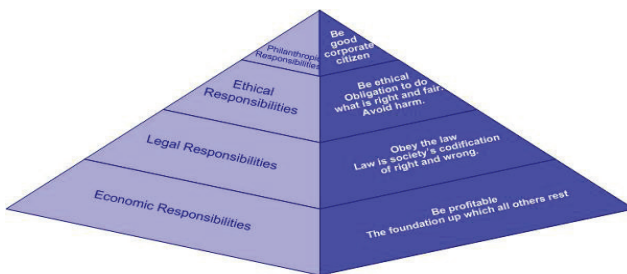 Philanthropic
Responsibilities
Be
good
corporate
citizen
Ethical
Responsibilities
Be ethical
Obligation to do
what is right and fair.
Avoid harm.
Legal Responsibilities
Obey the law
Law is society's codification
of right and wrong.
Economic Responsibilities
Be profitable
The foundation up which all others rest